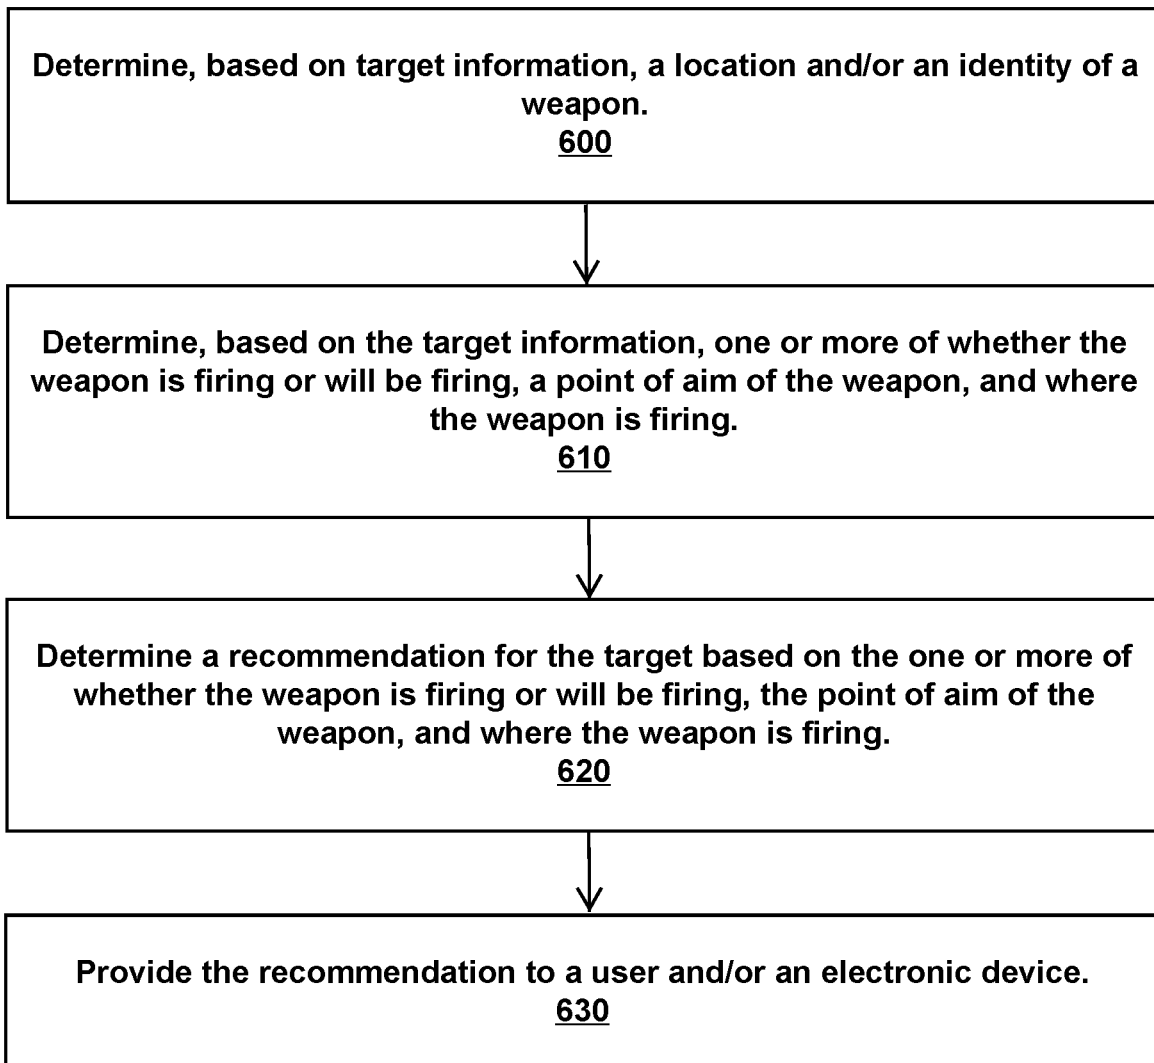 Determine, based on target information, a location and/or an identity of a
weapon.
600
Determine, based on the target information, one or more of whether the
weapon is firing or will be firing, a point of aim of the weapon, and where
the weapon is firing.
610
Determine a recommendation for the target based on the one or more of
whether the weapon is firing or will be firing, the point of aim of the
weapon, and where the weapon is firing.
620
Provide the recommendation to a user and/or an electronic device.
630